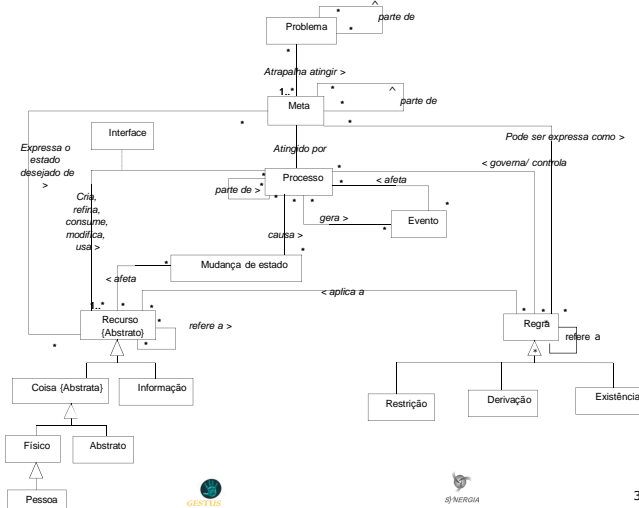 ^
parte de
Problema
*
*
*
Atrapalha atingir >
1..*
*
^
Meta
*
parte de
*
*
Interface
Pode ser expressa como >
Expressa o
estado
desejado de
>
Atingido por
< governa/ controla
*
*
*
Processo
*
< afeta
parte de >
*
*
*
*
*
Cria,
refina,
consume,
modifica,
usa >
gera >
Evento
*
*
causa >
*
*
Mudança de estado
< afeta
< aplica a
1..*
*
*
*
*
*
*
Recurso
{Abstrato}
*
*
refere a >
Regra
*
refere a
*
*
Coisa {Abstrata}
Informação
Restrição
Derivação
Existência
Físico
Abstrato
Pessoa
GESTUS
SYNERGIA
3